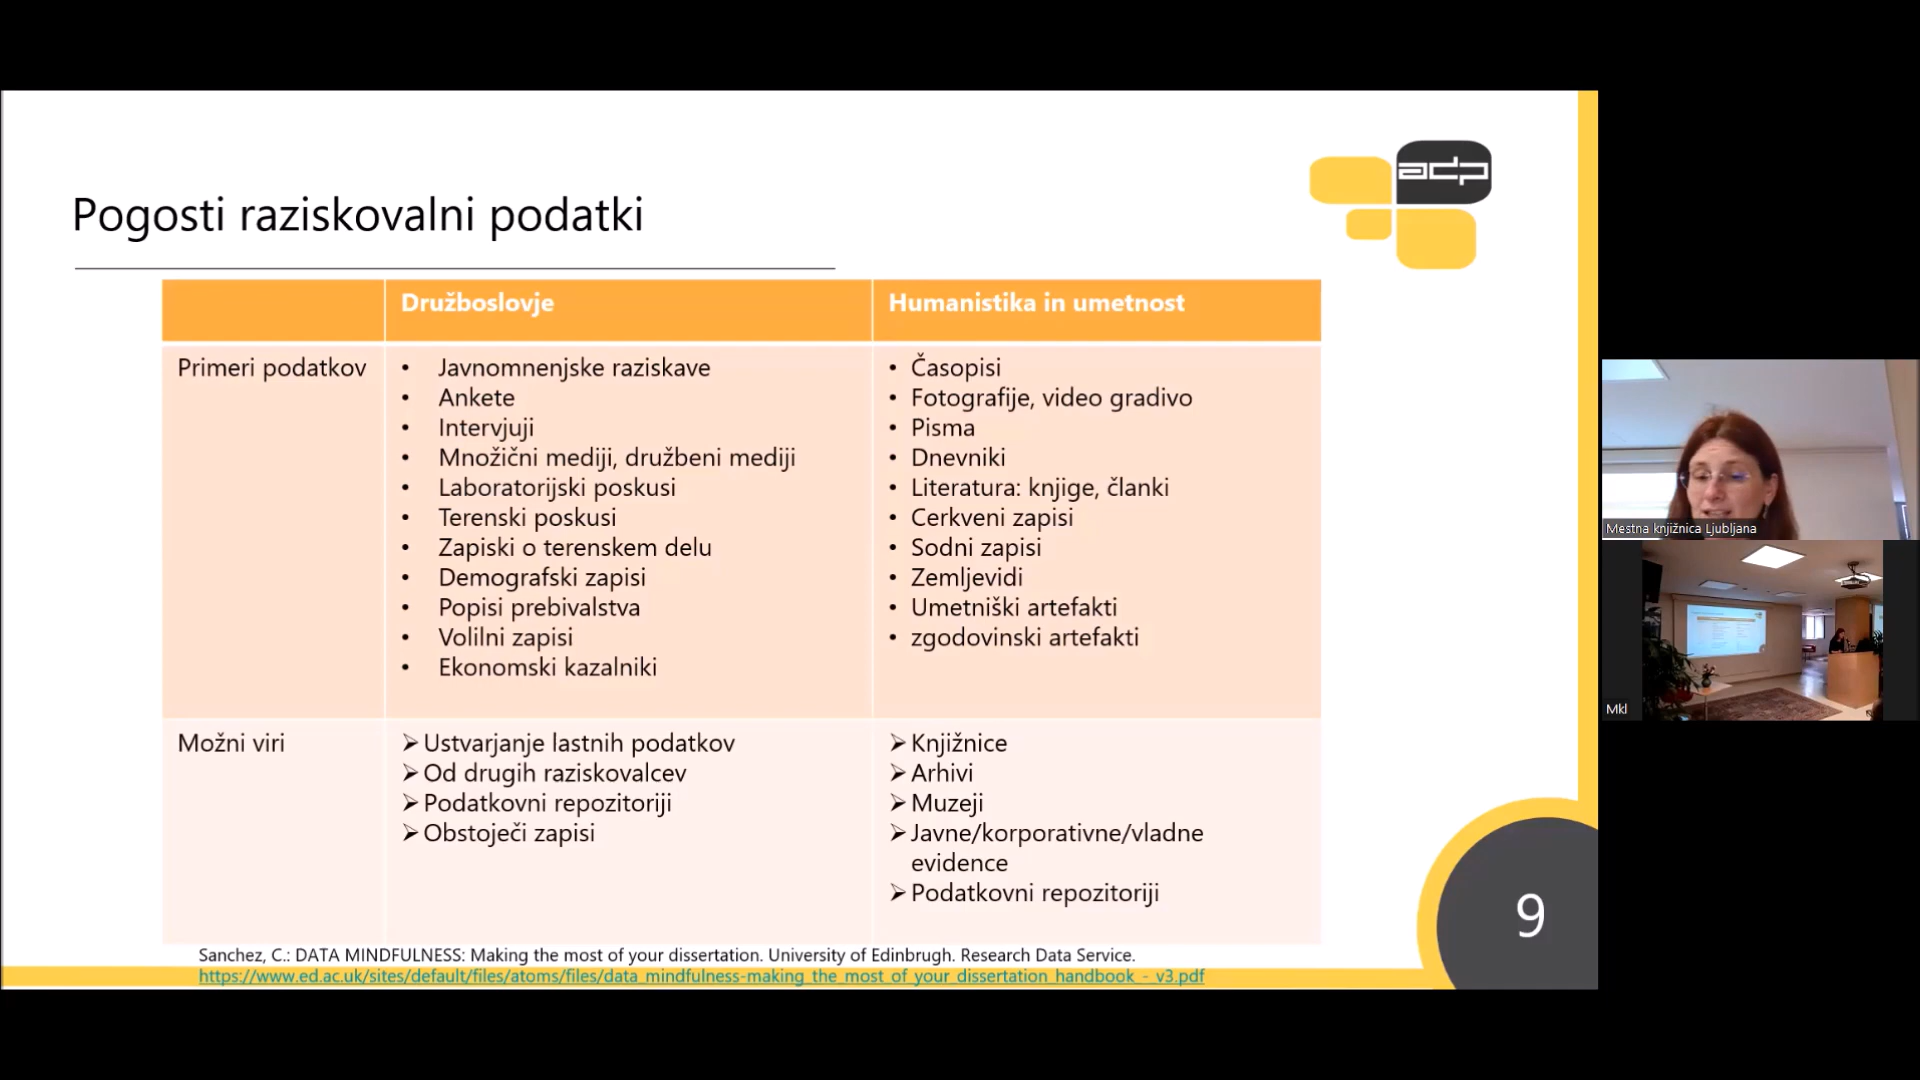 adp
Pogosti raziskovalni podatki
Družboslovje
Humanistika in umetnost
Primeri podatkov
• Javnomnenjske raziskave
• Ankete
• Intervjuji
• Množični mediji, družbeni mediji
• Laboratorijski poskusi
• Terenski poskusi
• Zapiski o terenskem delu
• Demografski zapisi
• Popisi prebivalstva
• Volilni zapisi
• Ekonomski kazalniki
• Časopisi
• Fotografije, video gradivo
• Pisma
• Dnevniki
• Literatura: knjige, članki
• Cerkveni zapisi
• Sodni zapisi
• Zemljevidi
• Umetniški artefakti
• zgodovinski artefakti
Možni viri
➢ Ustvarjanje lastnih podatkov
➢ Od drugih raziskovalcev
➢ Podatkovni repozitoriji
➢ Obstoječi zapisi
➢ Knjižnice
➢ Arhivi
➢ Muzeji
➢ Javne/korporativne/vladne
evidence
➢ Podatkovni repozitoriji
Sanchez, C.: DATA MINDFULNESS: Making the most of your dissertation. University of Edinbrugh. Research Data Service.
https://www.ed.ac.uk/sites/default/files/atoms/files/data_mindfulness-making_the_most_of_your_dissertation_handbook_-_v3.pdf
9
Mestna knjižnica Ljubljana
Mkl